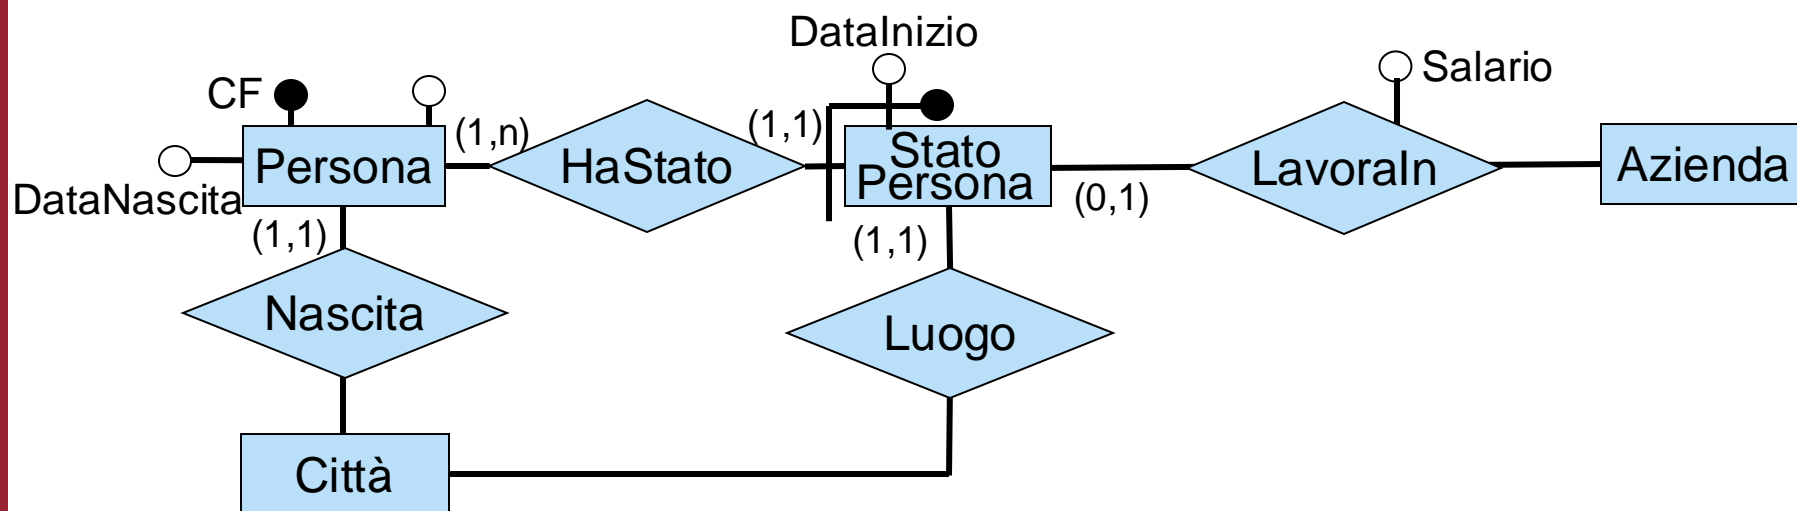 DataInizio
CF
Salario
(1,n)
(1,1)
Persona
HaStato
Stato
Persona
LavoraIn
Azienda
DataNascita
(0,1)
(1,1)
(1,1)
Nascita
Luogo
Città